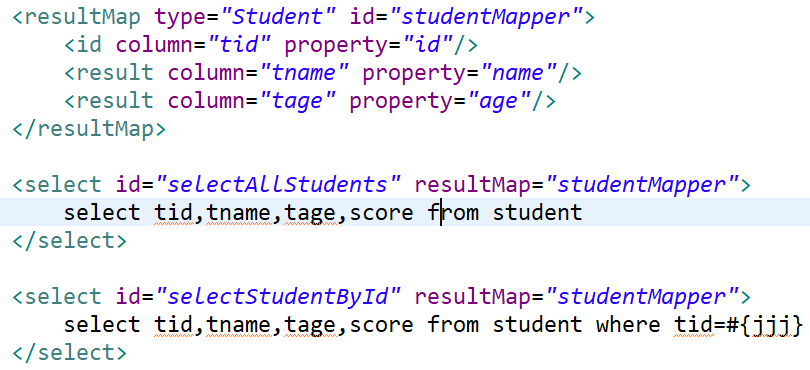 <resultMap type="Student" id="studentMapper">
    <id column="tid" property="id"/>
    <result column="tname" property="name"/>
    <result column="tage" property="age"/>
</resultMap>

<select id="selectAllStudents" resultMap="studentMapper">
    select tid,tname,tage,score from student
</select>

<select id="selectStudentById" resultMap="studentMapper">
    select tid,tname,tage,score from student where tid=#{jjj}
</select>